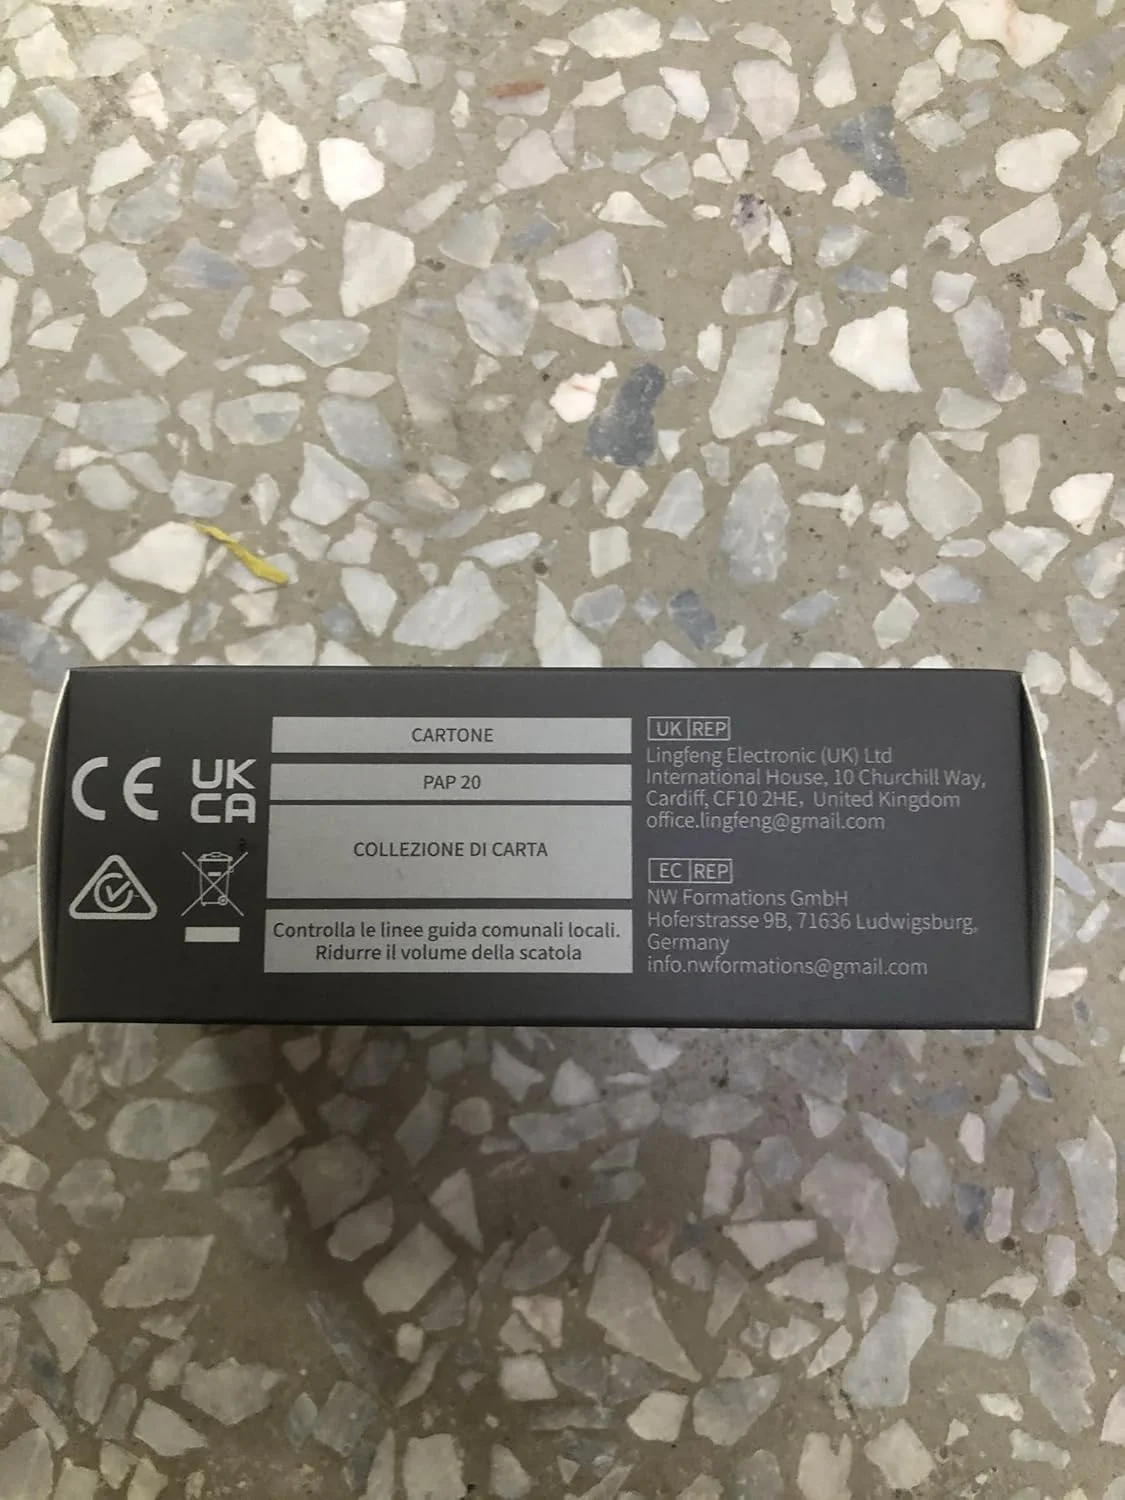 CE
UK
CA
CARTONE
PAP 20
COLLEZIONE DI CARTA
Controlla le linee guida comunali locali.
Ridurre il volume della scatola
UK REP
Lingfeng Electronic (UK) Ltd
International House, 10 Churchill Way,
Cardiff, CF10 2HE, United Kingdom
office.lingfeng@gmail.com
EC REP
NW Formations GmbH
Hoferstrasse 9B, 71636 Ludwigsburg,
Germany
info.nwformations@gmail.com